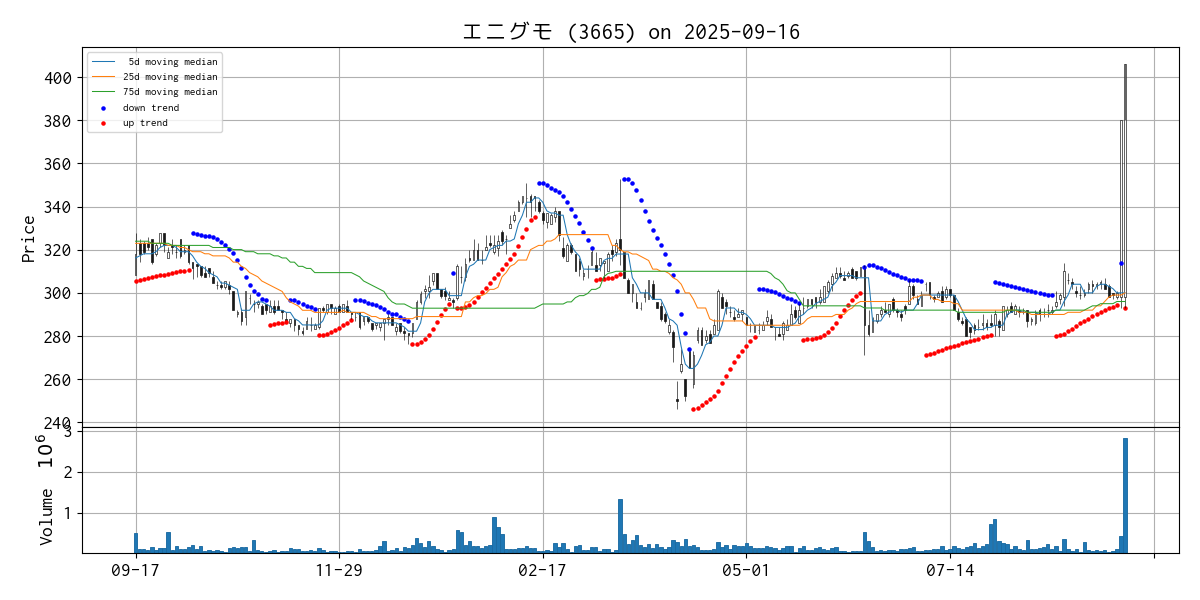 エニグモ (3665) on 2025-09-16
5d moving median
25d moving median
75d moving median
down trend
up trend
Price
400
380
360
340
320
300
280
260
240
Volume 10^6
3
2
1
09-17 11-29 02-17 05-01 07-14